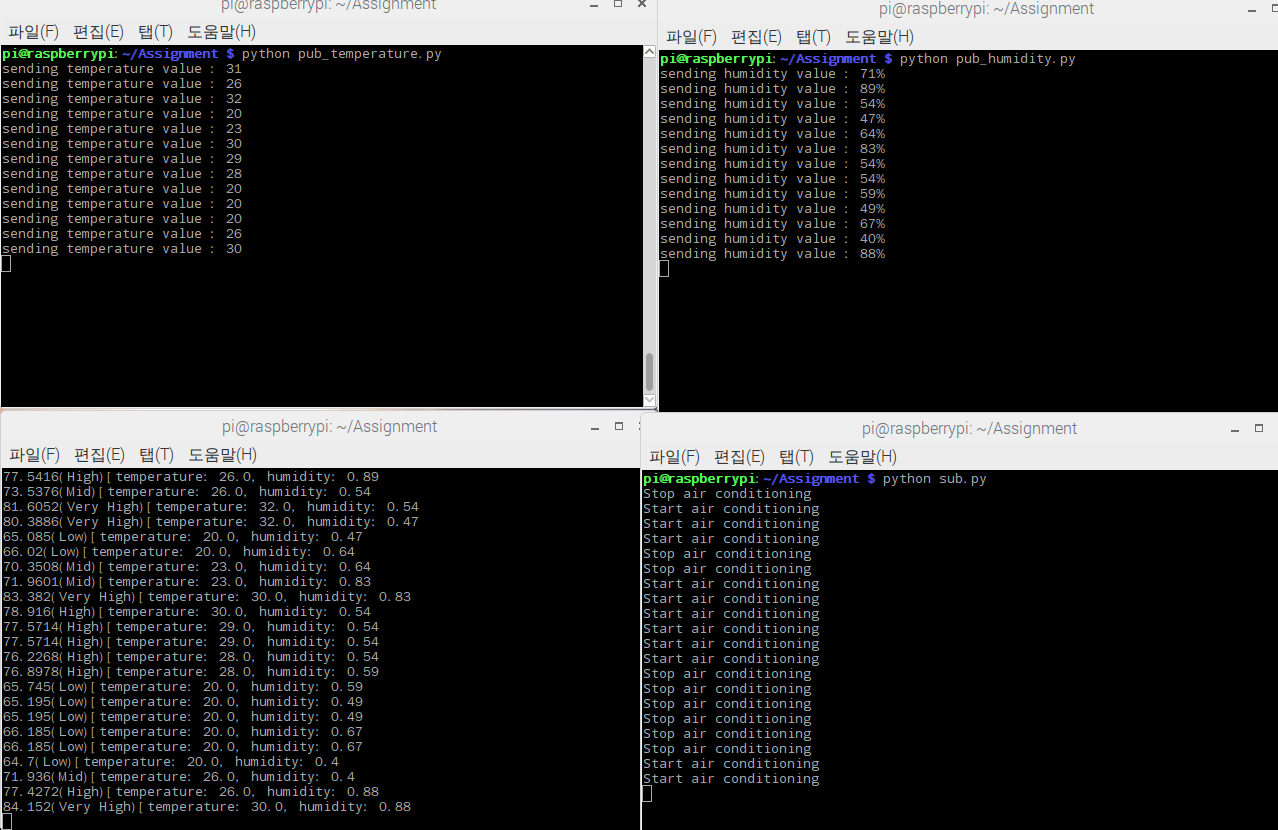 pi@raspberrypi: ~/Assignment
파일(F) 편집(E) 탭(T) 도움말(H)
pi@raspberrypi:~/Assignment $ python pub_temperature.py
sending temperature value : 31
sending temperature value : 26
sending temperature value : 32
sending temperature value : 20
sending temperature value : 23
sending temperature value : 30
sending temperature value : 29
sending temperature value : 28
sending temperature value : 20
sending temperature value : 20
sending temperature value : 20
sending temperature value : 26
sending temperature value : 30
pi@raspberrypi: ~/Assignment
파일(F) 편집(E) 탭(T) 도움말(H)
pi@raspberrypi:~/Assignment $ python pub_humidity.py
sending humidity value : 71%
sending humidity value : 89%
sending humidity value : 54%
sending humidity value : 47%
sending humidity value : 64%
sending humidity value : 83%
sending humidity value : 54%
sending humidity value : 54%
sending humidity value : 59%
sending humidity value : 49%
sending humidity value : 67%
sending humidity value : 40%
sending humidity value : 88%
pi@raspberrypi: ~/Assignment
파일(F) 편집(E) 탭(T) 도움말(H)
77.5416(High)[temperature: 26.0, humidity: 0.89
73.5376(Mid)[temperature: 26.0, humidity: 0.54
81.6052(Very High)[temperature: 32.0, humidity: 0.54
80.3886(Very High)[temperature: 32.0, humidity: 0.47
65.085(Low)[temperature: 20.0, humidity: 0.47
66.02(Low)[temperature: 20.0, humidity: 0.64
70.3508(Mid)[temperature: 23.0, humidity: 0.64
71.9601(Mid)[temperature: 23.0, humidity: 0.83
83.382(Very High)[temperature: 30.0, humidity: 0.83
78.916(High)[temperature: 30.0, humidity: 0.54
77.5714(High)[temperature: 29.0, humidity: 0.54
77.5714(High)[temperature: 29.0, humidity: 0.54
76.2268(High)[temperature: 28.0, humidity: 0.54
76.8978(High)[temperature: 28.0, humidity: 0.59
65.745(Low)[temperature: 20.0, humidity: 0.59
65.195(Low)[temperature: 20.0, humidity: 0.49
65.195(Low)[temperature: 20.0, humidity: 0.49
66.185(Low)[temperature: 20.0, humidity: 0.67
66.185(Low)[temperature: 20.0, humidity: 0.67
64.7(Low)[temperature: 20.0, humidity: 0.4
71.936(Mid)[temperature: 26.0, humidity: 0.4
77.4272(High)[temperature: 26.0, humidity: 0.88
84.152(Very High)[temperature: 30.0, humidity: 0.88
pi@raspberrypi: ~/Assignment
파일(F) 편집(E) 탭(T) 도움말(H)
pi@raspberrypi:~/Assignment $ python sub.py
Stop air conditioning
Start air conditioning
Start air conditioning
Start air conditioning
Stop air conditioning
Stop air conditioning
Start air conditioning
Start air conditioning
Start air conditioning
Start air conditioning
Start air conditioning
Start air conditioning
Stop air conditioning
Stop air conditioning
Stop air conditioning
Stop air conditioning
Stop air conditioning
Stop air conditioning
Start air conditioning
Start air conditioning